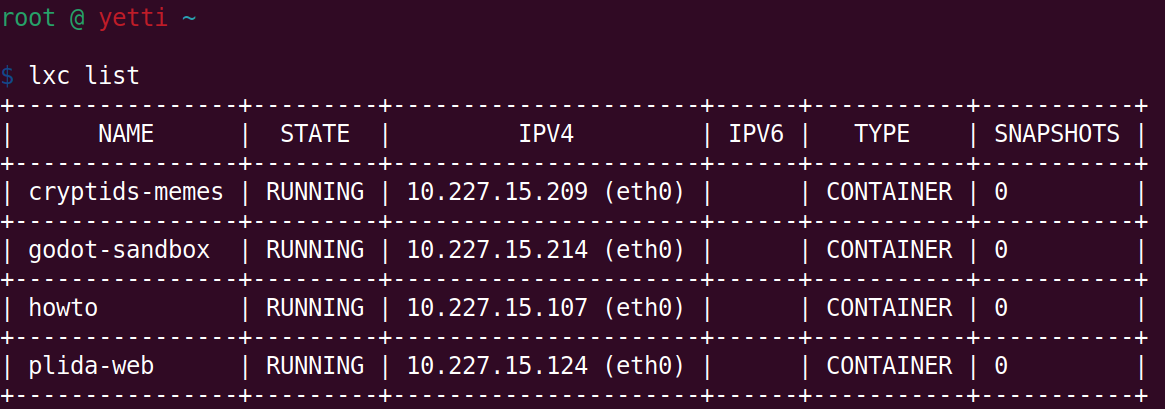 root @ yetti ~
$ lxc list
+----------------+---------+----------------------+------+-----------+-----------+
|      NAME      |  STATE  |         IPV4         | IPV6 |   TYPE    | SNAPSHOTS |
+----------------+---------+----------------------+------+-----------+-----------+
| cryptids-memes | RUNNING | 10.227.15.209 (eth0) |      | CONTAINER | 0         |
+----------------+---------+----------------------+------+-----------+-----------+
| godot-sandbox  | RUNNING | 10.227.15.214 (eth0) |      | CONTAINER | 0         |
+----------------+---------+----------------------+------+-----------+-----------+
| howto          | RUNNING | 10.227.15.107 (eth0) |      | CONTAINER | 0         |
+----------------+---------+----------------------+------+-----------+-----------+
| plida-web      | RUNNING | 10.227.15.124 (eth0) |      | CONTAINER | 0         |
+----------------+---------+----------------------+------+-----------+-----------+